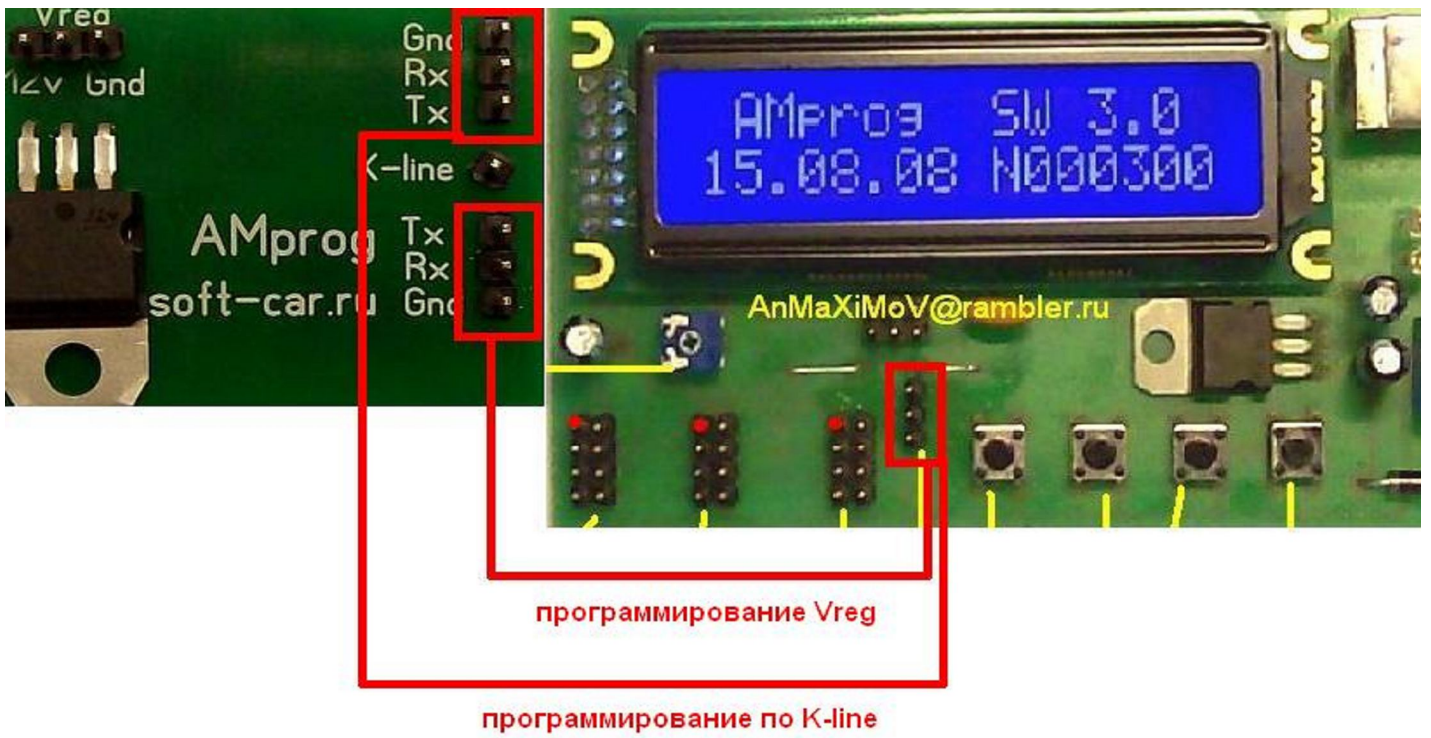 Vreg
12v Gnd
Gnd
Rx
Tx
K-line
AMprog
soft-car.ru
Tx
Rx
Gnd
AMprog SW 3.0
15.08.08 N000300
AnMaXiMoV@rambler.ru
программирование Vreg
программирование по K-line